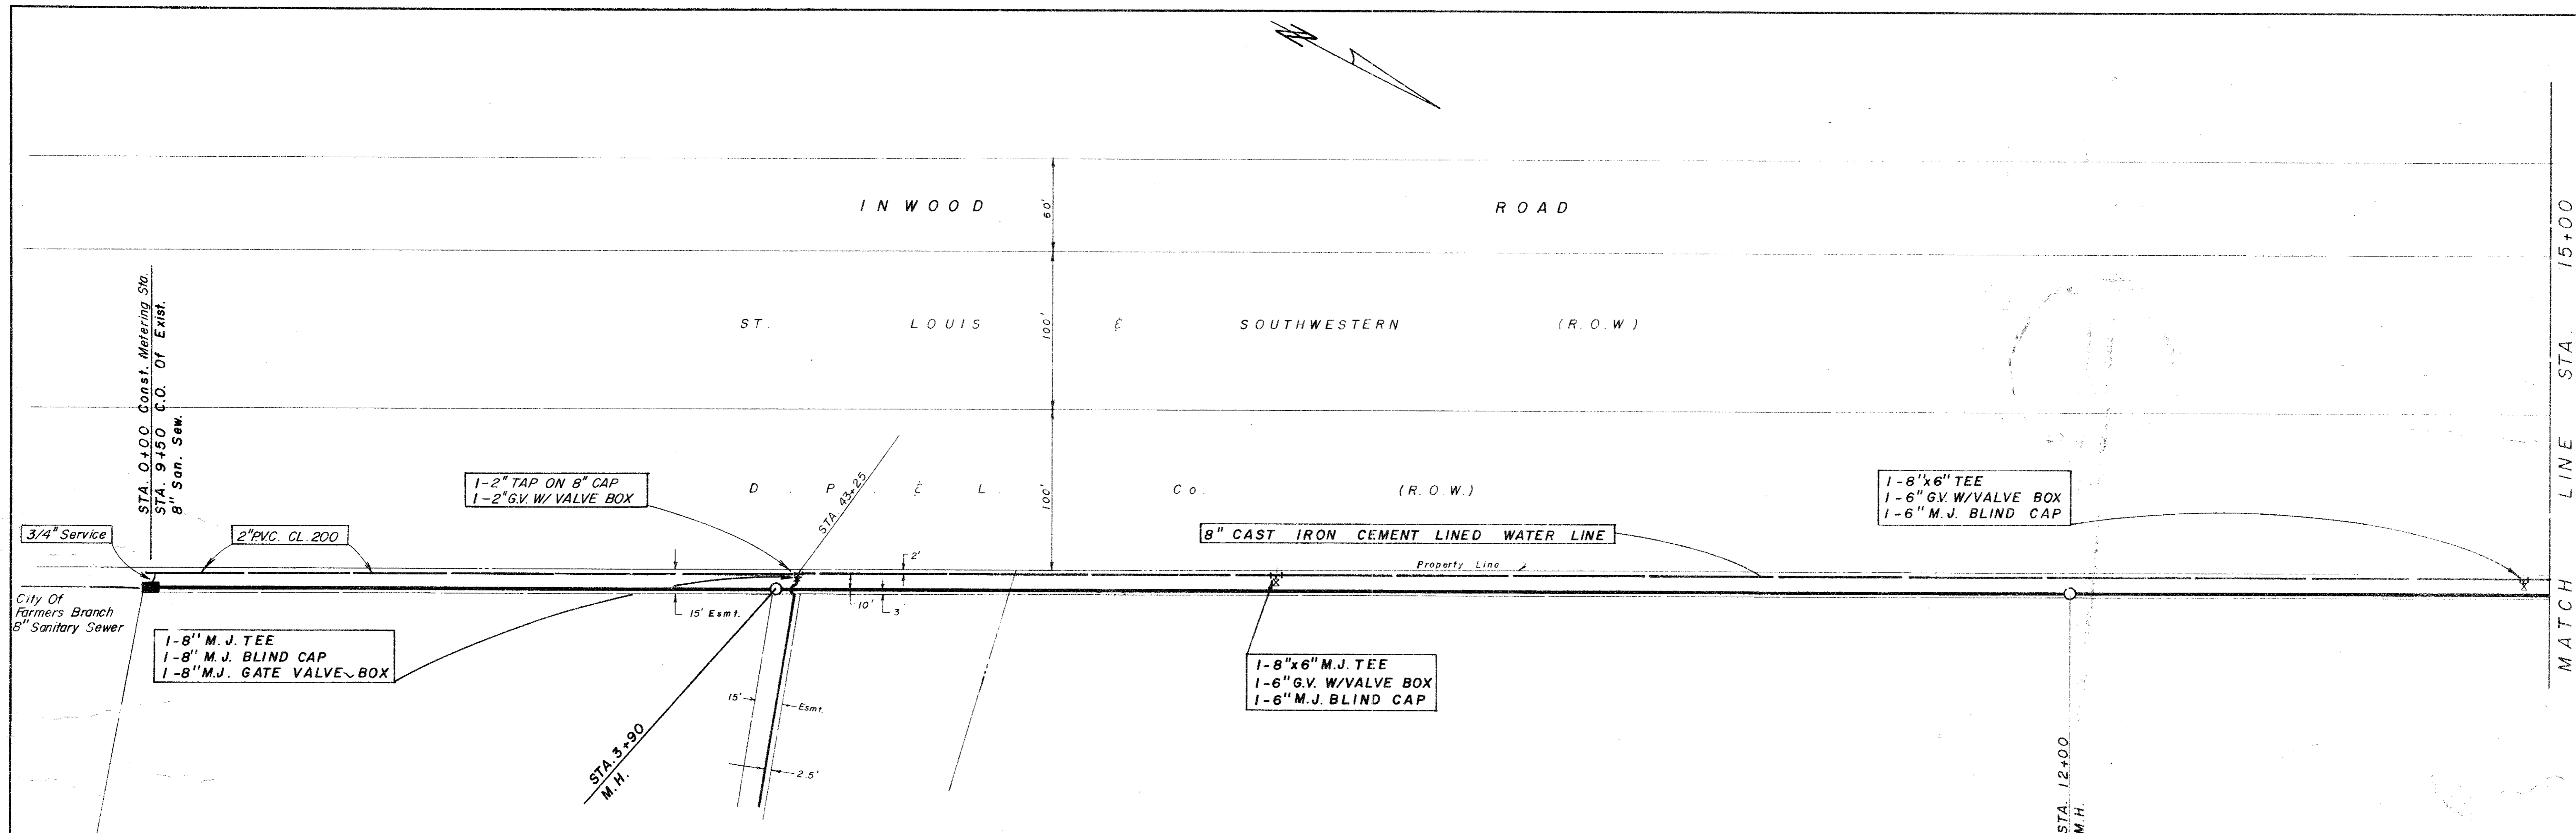 N
INWOOD ROAD
60'
ST. LOUIS & SOUTHWESTERN (R.O.W)
100'
D. P. & L. Co. (R.O.W.)
100'
STA. 0+00 Const. Metering Sta.
STA. 9+50 C.O. Of Exist.
8" San. Sew.
3/4" Service
2"PVC. CL. 200
1-2" TAP ON 8" CAP
1-2" G.V. W/ VALVE BOX
STA. 43+25
8" CAST IRON CEMENT LINED WATER LINE
1-8"x6" TEE
1-6" G.V. W/VALVE BOX
1-6" M.J. BLIND CAP
MATCH LINE STA. 15+00
2'
Property Line
City Of
Farmers Branch
8" Sanitary Sewer
15' Esmt.
10'
3'
1-8" M.J. TEE
1-8" M.J. BLIND CAP
1-8" M.J. GATE VALVE~BOX
1-8"x6" M.J. TEE
1-6" G.V. W/VALVE BOX
1-6" M.J. BLIND CAP
15'
Esmt.
2.5'
STA. 3+90
M.H.
STA. 12+00
M.H.